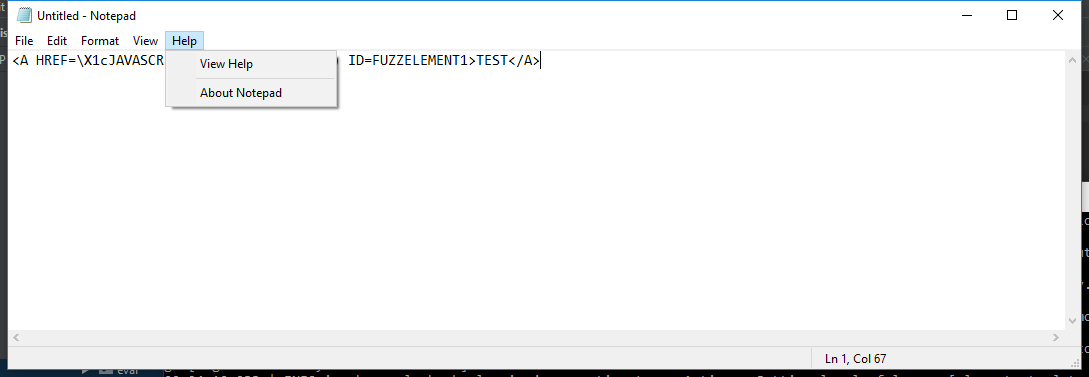 Untitled - Notepad
File Edit Format View Help
<A HREF=\X1cJAVASCR ID=FUZZELEMENT1>TEST</A>
View Help
About Notepad
Ln 1, Col 67
eval